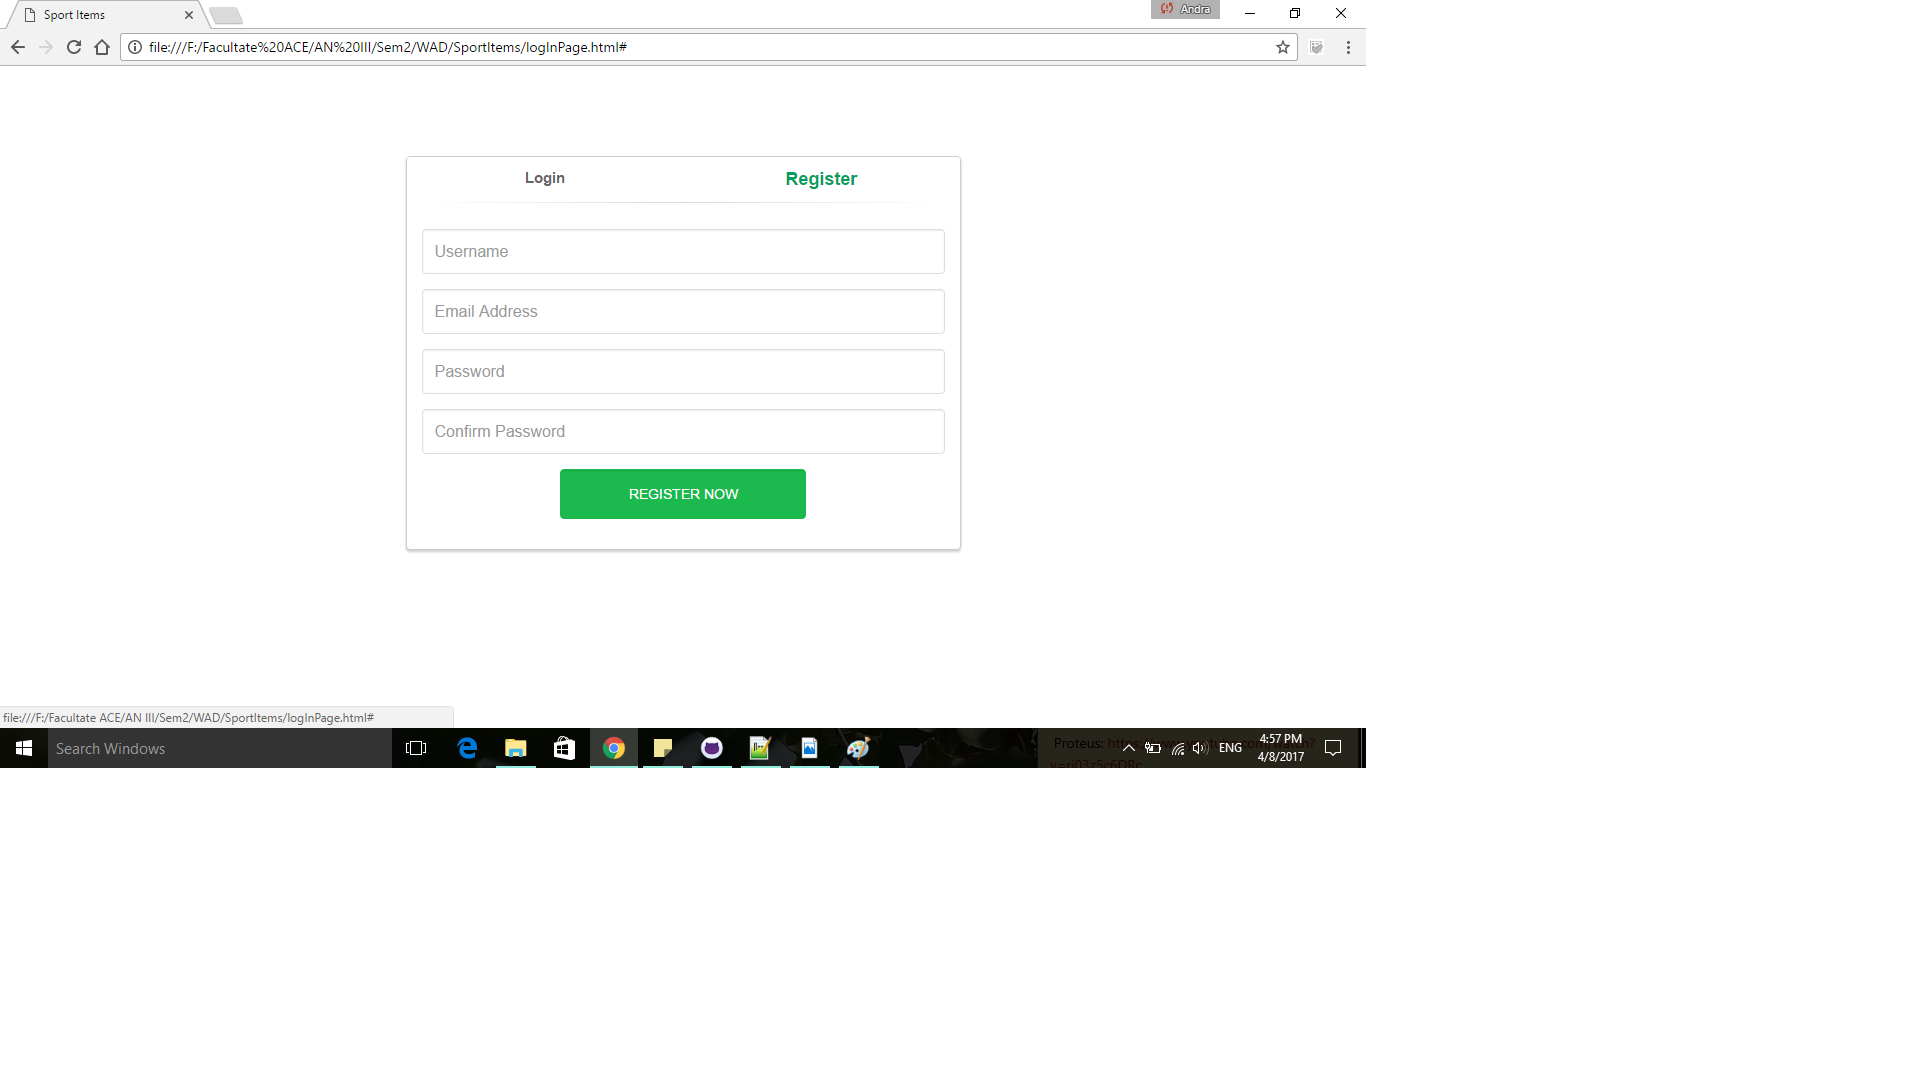 Sport Items
Andra
file:///F:/Facultate%20ACE/AN%20III/Sem2/WAD/SportItems/logInPage.html#
Login
Register
Username
Email Address
Password
Confirm Password
REGISTER NOW
file:///F:/Facultate ACE/AN III/Sem2/WAD/SportItems/logInPage.html#
Search Windows
Proteus:
ENG
4:57 PM
4/8/2017